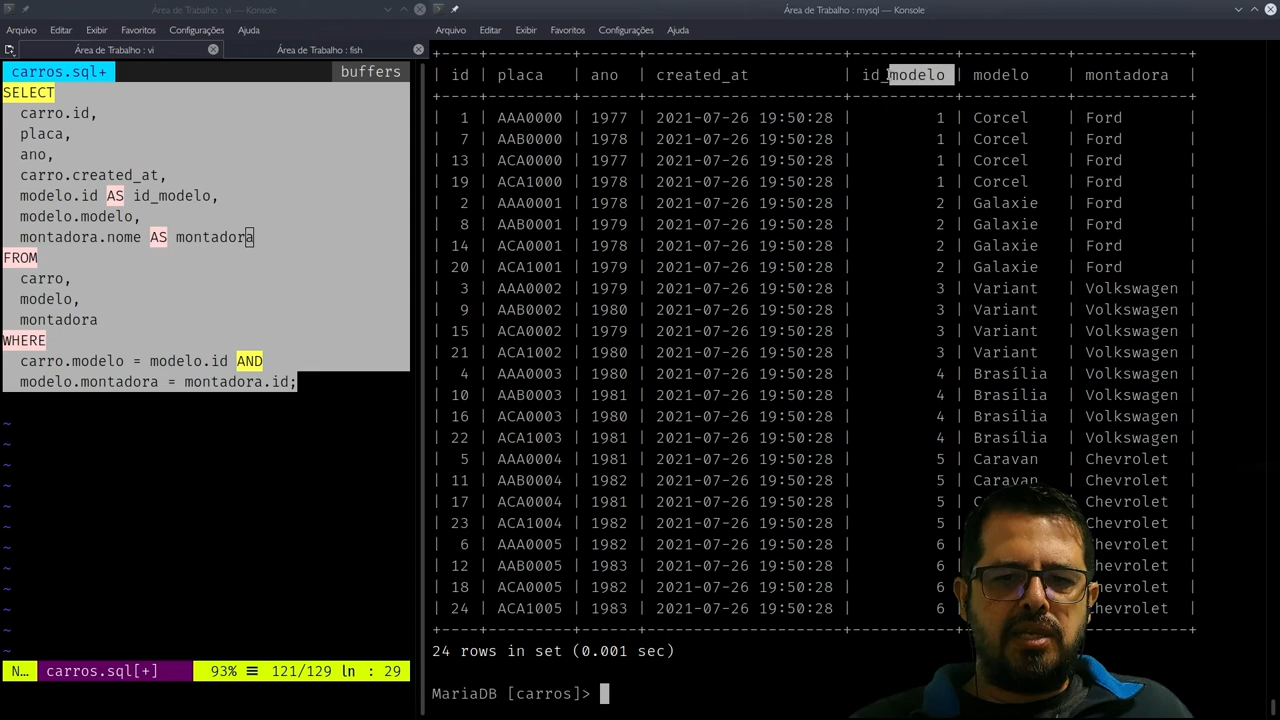 Área de Trabalho : vi — Konsole
Arquivo Editar Exibir Favoritos Configurações Ajuda
Área de Trabalho : vi
Área de Trabalho : fish
carros.sql+ buffers
SELECT
carro.id,
placa,
ano,
carro.created_at,
modelo.id AS id_modelo,
modelo.modelo,
montadora.nome AS montadora
FROM
carro,
modelo,
montadora
WHERE
carro.modelo = modelo.id AND
modelo.montadora = montadora.id;
~
~
~
~
~
~
~
~
~
~
~
~
N… carros.sql[+] 93% ☰ 121/129 ln : 29
Área de Trabalho : mysql — Konsole
Arquivo Editar Exibir Favoritos Configurações Ajuda
| id | placa | ano | created_at | id_modelo | modelo | montadora |
| 1 | AAA0000 | 1977 | 2021-07-26 19:50:28 | 1 | Corcel | Ford |
| 7 | AAB0000 | 1978 | 2021-07-26 19:50:28 | 1 | Corcel | Ford |
| 13 | ACA0000 | 1977 | 2021-07-26 19:50:28 | 1 | Corcel | Ford |
| 19 | ACA1000 | 1978 | 2021-07-26 19:50:28 | 1 | Corcel | Ford |
| 2 | AAA0001 | 1978 | 2021-07-26 19:50:28 | 2 | Galaxie | Ford |
| 8 | AAB0001 | 1979 | 2021-07-26 19:50:28 | 2 | Galaxie | Ford |
| 14 | ACA0001 | 1978 | 2021-07-26 19:50:28 | 2 | Galaxie | Ford |
| 20 | ACA1001 | 1979 | 2021-07-26 19:50:28 | 2 | Galaxie | Ford |
| 3 | AAA0002 | 1979 | 2021-07-26 19:50:28 | 3 | Variant | Volkswagen |
| 9 | AAB0002 | 1980 | 2021-07-26 19:50:28 | 3 | Variant | Volkswagen |
| 15 | ACA0002 | 1979 | 2021-07-26 19:50:28 | 3 | Variant | Volkswagen |
| 21 | ACA1002 | 1980 | 2021-07-26 19:50:28 | 3 | Variant | Volkswagen |
| 4 | AAA0003 | 1980 | 2021-07-26 19:50:28 | 4 | Brasília | Volkswagen |
| 10 | AAB0003 | 1981 | 2021-07-26 19:50:28 | 4 | Brasília | Volkswagen |
| 16 | ACA0003 | 1980 | 2021-07-26 19:50:28 | 4 | Brasília | Volkswagen |
| 22 | ACA1003 | 1981 | 2021-07-26 19:50:28 | 4 | Brasília | Volkswagen |
| 5 | AAA0004 | 1981 | 2021-07-26 19:50:28 | 5 | Caravan | Chevrolet |
| 11 | AAB0004 | 1982 | 2021-07-26 19:50:28 | 5 | Caravan | Chevrolet |
| 17 | ACA0004 | 1981 | 2021-07-26 19:50:28 | 5 | Chevrolet |
| 23 | ACA1004 | 1982 | 2021-07-26 19:50:28 | 5 | Chevrolet |
| 6 | AAA0005 | 1982 | 2021-07-26 19:50:28 | 6 | hevrolet |
| 12 | AAB0005 | 1983 | 2021-07-26 19:50:28 | 6 | hevrolet |
| 18 | ACA0005 | 1982 | 2021-07-26 19:50:28 | 6 | hevrolet |
| 24 | ACA1005 | 1983 | 2021-07-26 19:50:28 | 6 | hevrolet |
24 rows in set (0.001 sec)
MariaDB [carros]>